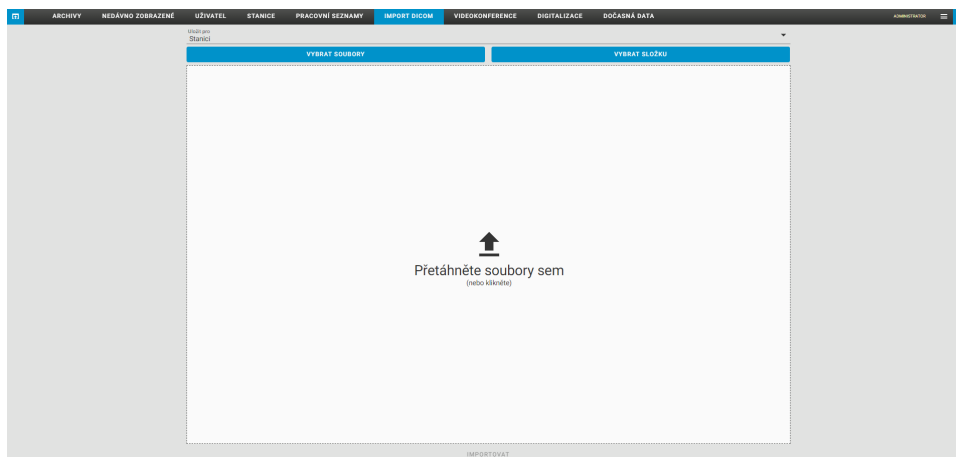 ARCHIVY NEDÁVNO ZOBRAZENÉ UŽIVATEL STANICE PRACOVNÍ SEZNAMY IMPORT DICOM VIDEOKONFERENCE DIGITALIZACE DOČASNÁ DATA ADMINISTRATOR
Uložit pro
Stanici
VYBRAT SOUBORY VYBRAT SLOŽKU
Přetáhněte soubory sem
(nebo klikněte)
IMPORTOVAT